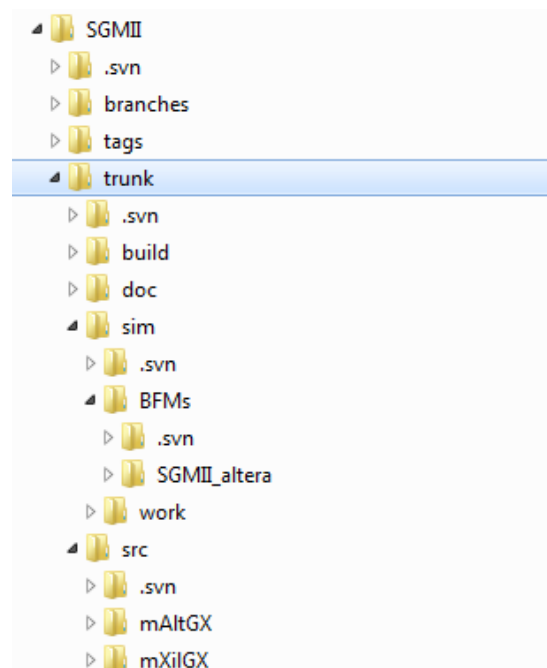 SGMII
.svn
branches
tags
trunk
.svn
build
doc
sim
.svn
BFMs
.svn
SGMII_altera
work
src
.svn
mAltGX
mXilGX